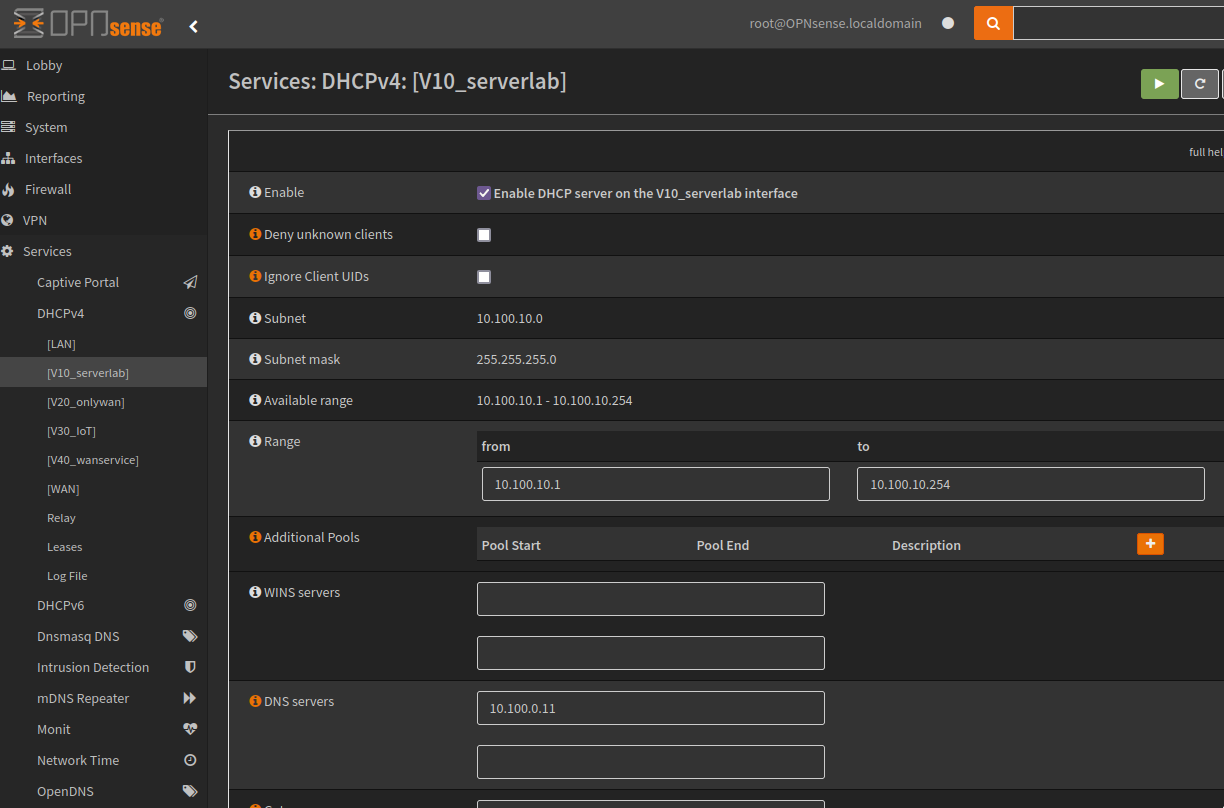 OPNsense
root@OPNsense.localdomain
Lobby
Reporting
System
Interfaces
Firewall
VPN
Services
Captive Portal
DHCPv4
[LAN]
[V10_serverlab]
[V20_onlywan]
[V30_IoT]
[V40_wanservice]
[WAN]
Relay
Leases
Log File
DHCPv6
Dnsmasq DNS
Intrusion Detection
mDNS Repeater
Monit
Network Time
OpenDNS
Services: DHCPv4: [V10_serverlab]
full hel
Enable
Enable DHCP server on the V10_serverlab interface
Deny unknown clients
Ignore Client UIDs
Subnet
10.100.10.0
Subnet mask
255.255.255.0
Available range
10.100.10.1 - 10.100.10.254
Range
from to
10.100.10.1 10.100.10.254
Additional Pools
Pool Start Pool End Description
WINS servers
DNS servers
10.100.0.11